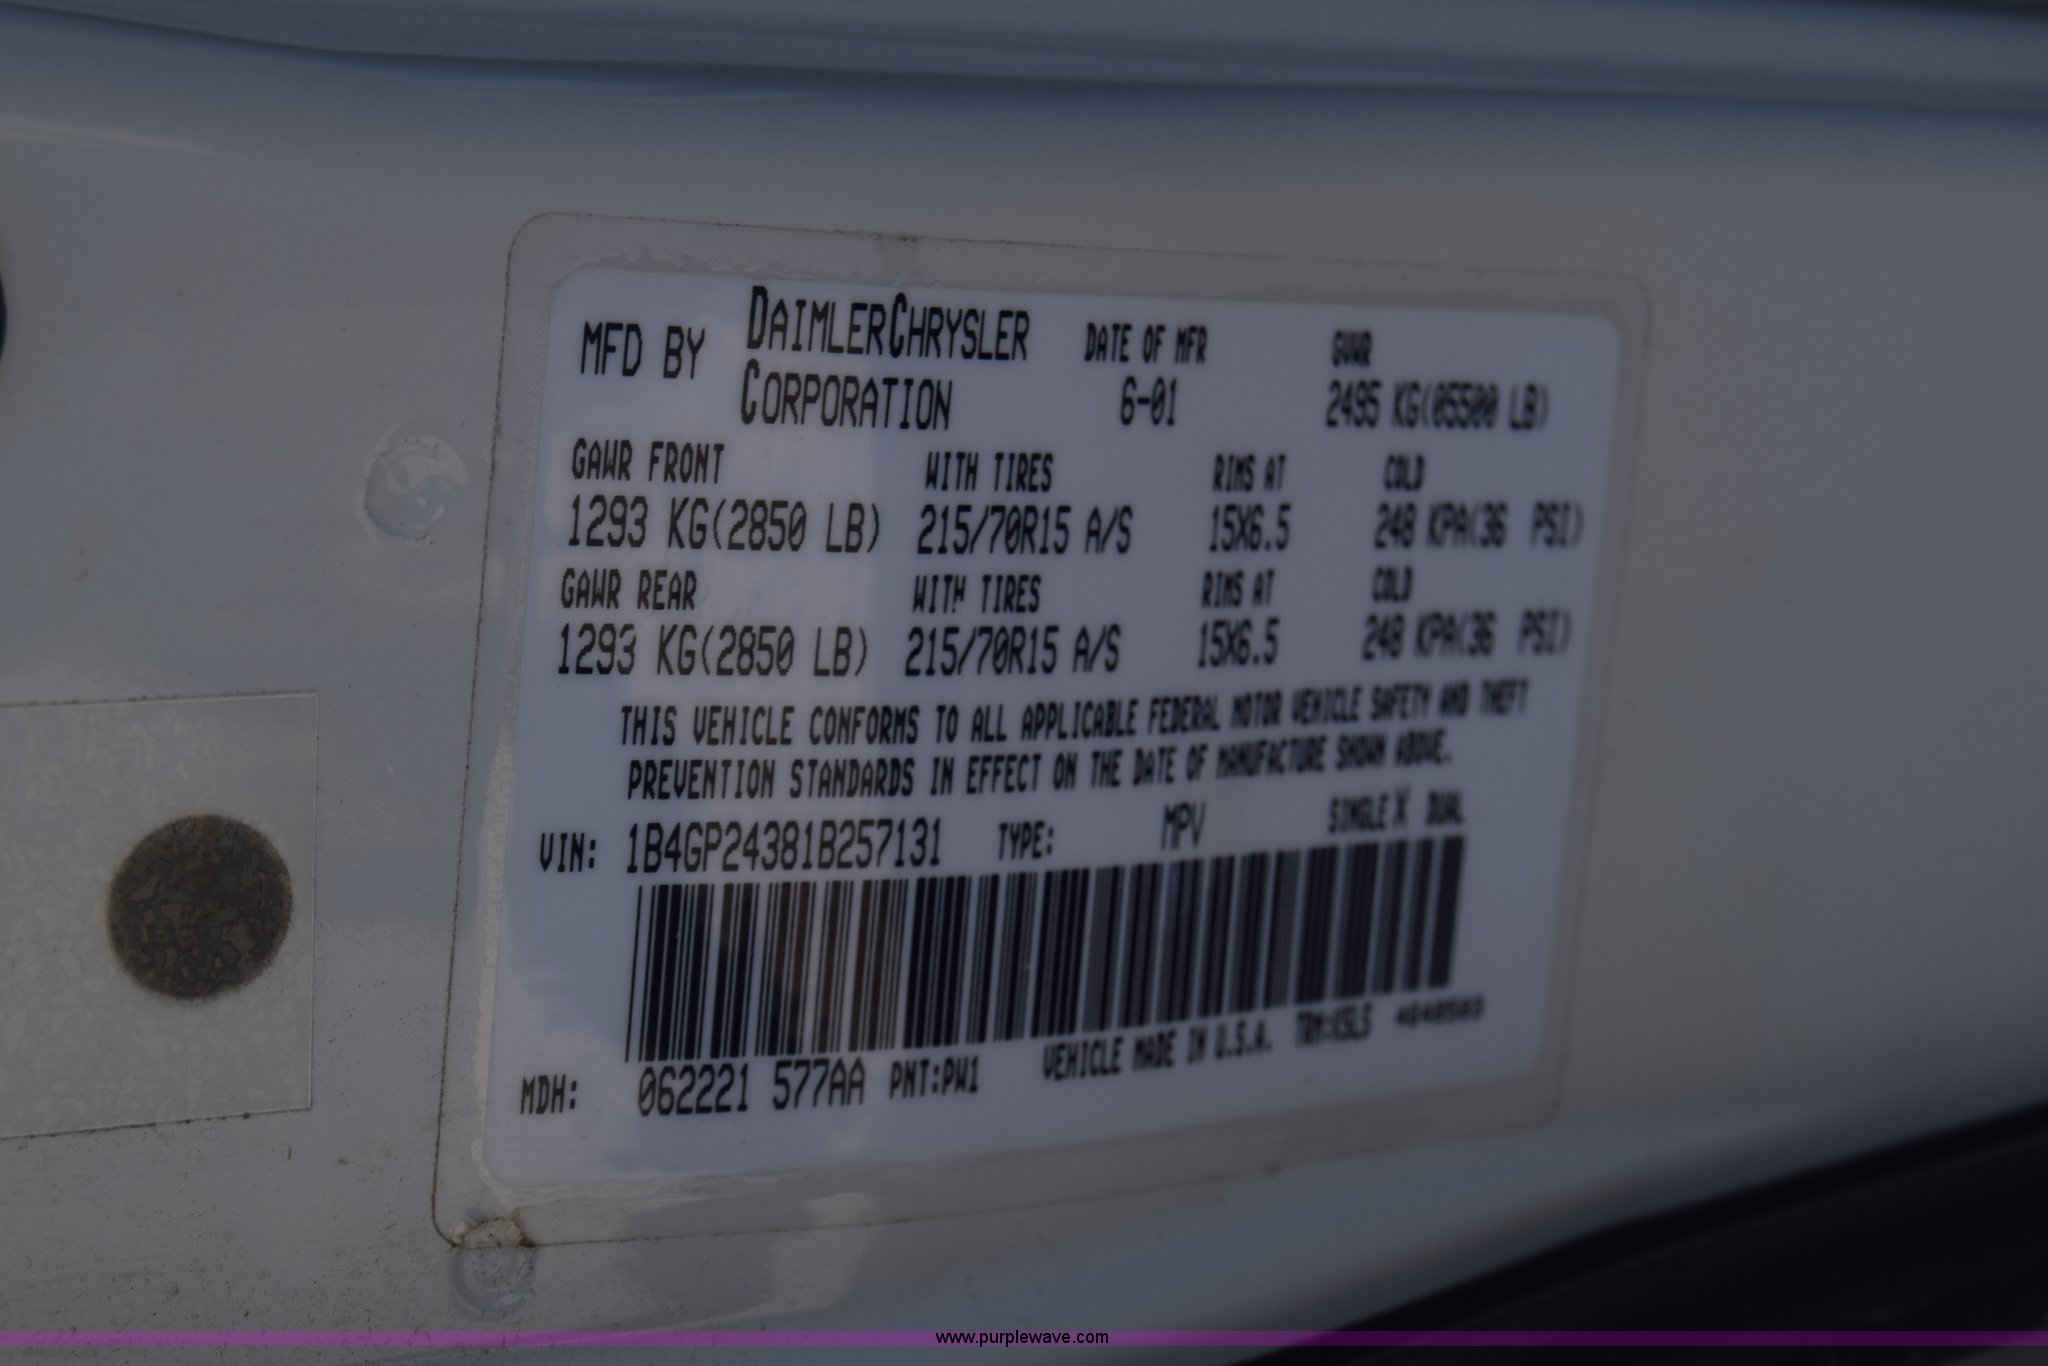 MFD BY DAIMLERCHRYSLER CORPORATION DATE OF MFR 6-01 GVWR 2495 KG(05500 LB)
GAWR FRONT WITH TIRES RIMS AT COLD
1293 KG(2850 LB) 215/70R15 A/S 15X6.5 248 KPA(36 PSI)
GAWR REAR WITH TIRES RIMS AT COLD
1293 KG(2850 LB) 215/70R15 A/S 15X6.5 248 KPA(36 PSI)
THIS VEHICLE CONFORMS TO ALL APPLICABLE FEDERAL MOTOR VEHICLE SAFETY AND THEFT
PREVENTION STANDARDS IN EFFECT ON THE DATE OF MANUFACTURE SHOWN ABOVE.
VIN: 1B4GP24381B257131 TYPE: MPV SINGLE X DUAL
MDH: 062221 577AA PNT:PW1 VEHICLE MADE IN U.S.A. TRM:K5L5
www.purplewave.com